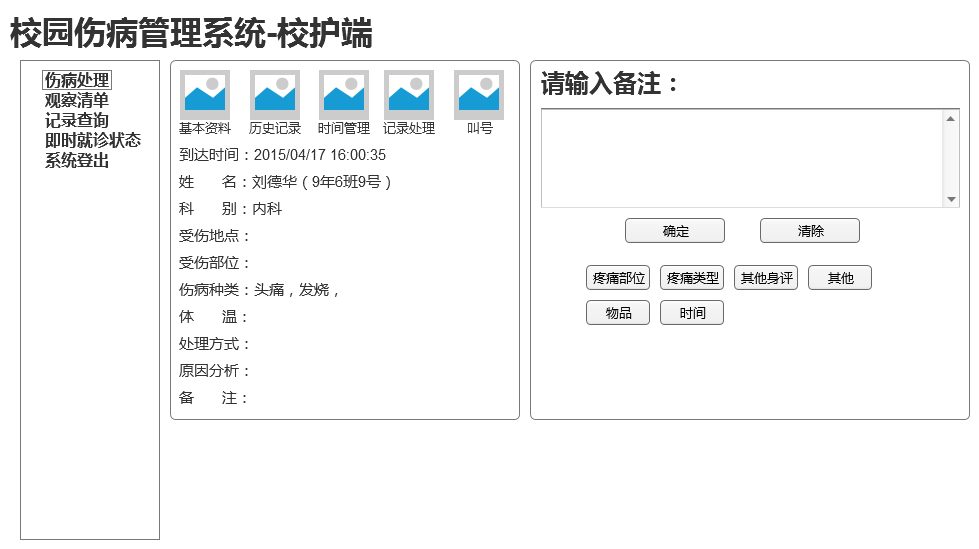 校园伤病管理系统-校护端
伤病处理
观察清单
记录查询
即时就诊状态
系统登出
基本资料 历史记录 时间管理 记录处理 叫号
到达时间：2015/04/17 16:00:35
姓 名：刘德华（9年6班9号）
科 别：内科
受伤地点：
受伤部位：
伤病种类：头痛，发烧，
体 温：
处理方式：
原因分析：
备 注：
请输入备注：
确定 清除
疼痛部位 疼痛类型 其他身评 其他
物品 时间